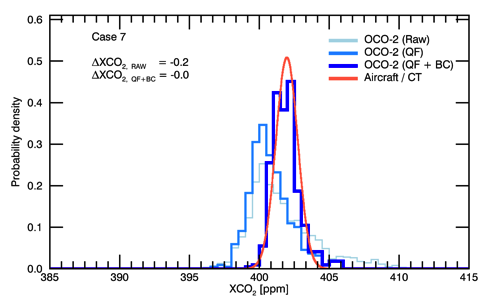 0.6
0.5
0.4
0.3
0.2
0.1
0.0
Probability density
Case 7
ΔXCO2, RAW = -0.2
ΔXCO2, QF+BC = -0.0
OCO-2 (Raw)
OCO-2 (QF)
OCO-2 (QF + BC)
Aircraft / CT
385 390 395 400 405 410 415
XCO2 [ppm]